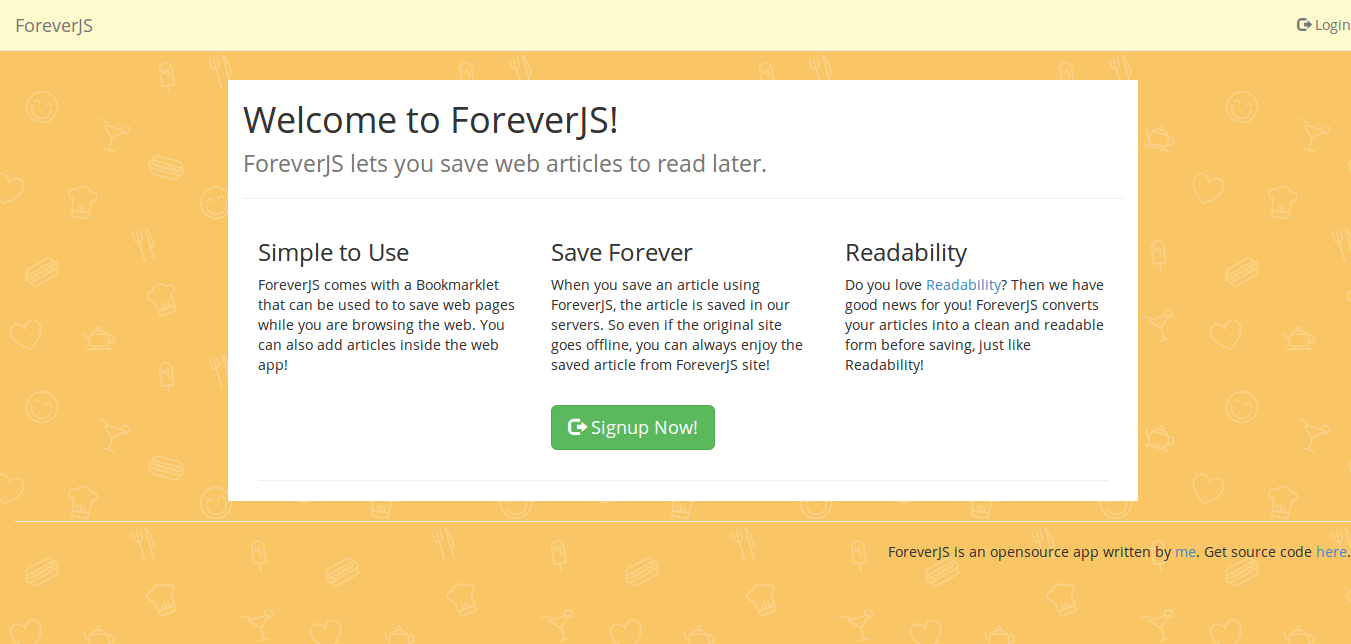 ForeverJS
Login
Welcome to ForeverJS!
ForeverJS lets you save web articles to read later.
Simple to Use
ForeverJS comes with a Bookmarklet
that can be used to to save web pages
while you are browsing the web. You
can also add articles inside the web
app!
Save Forever
When you save an article using
ForeverJS, the article is saved in our
servers. So even if the original site
goes offline, you can always enjoy the
saved article from ForeverJS site!
Readability
Do you love Readability? Then we have
good news for you! ForeverJS converts
your articles into a clean and readable
form before saving, just like
Readability!
Signup Now!
ForeverJS is an opensource app written by me. Get source code here.